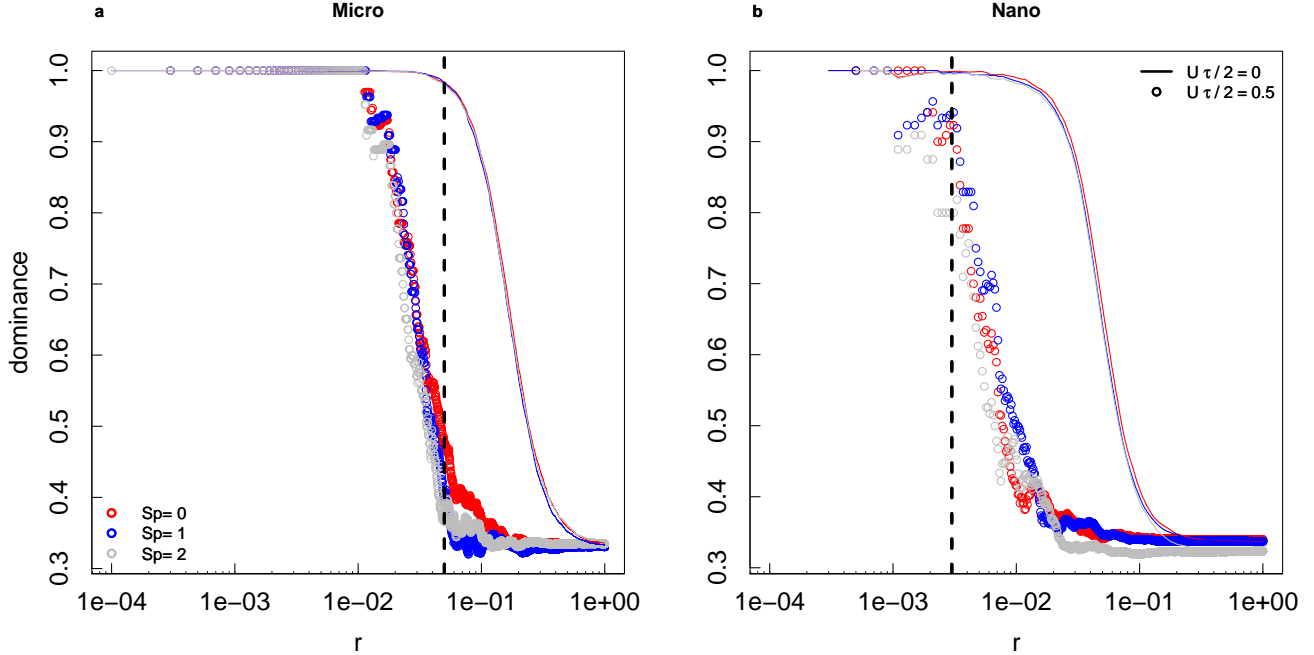 a Micro
dominance
1.0
0.9
0.8
0.7
0.6
0.5
0.4
0.3
Sp= 0
Sp= 1
Sp= 2
1e−04 1e−03 1e−02 1e−01 1e+00
r
b Nano
1.0
0.9
0.8
0.7
0.6
0.5
0.4
0.3
U τ / 2 = 0
U τ / 2 = 0.5
1e−04 1e−03 1e−02 1e−01 1e+00
r